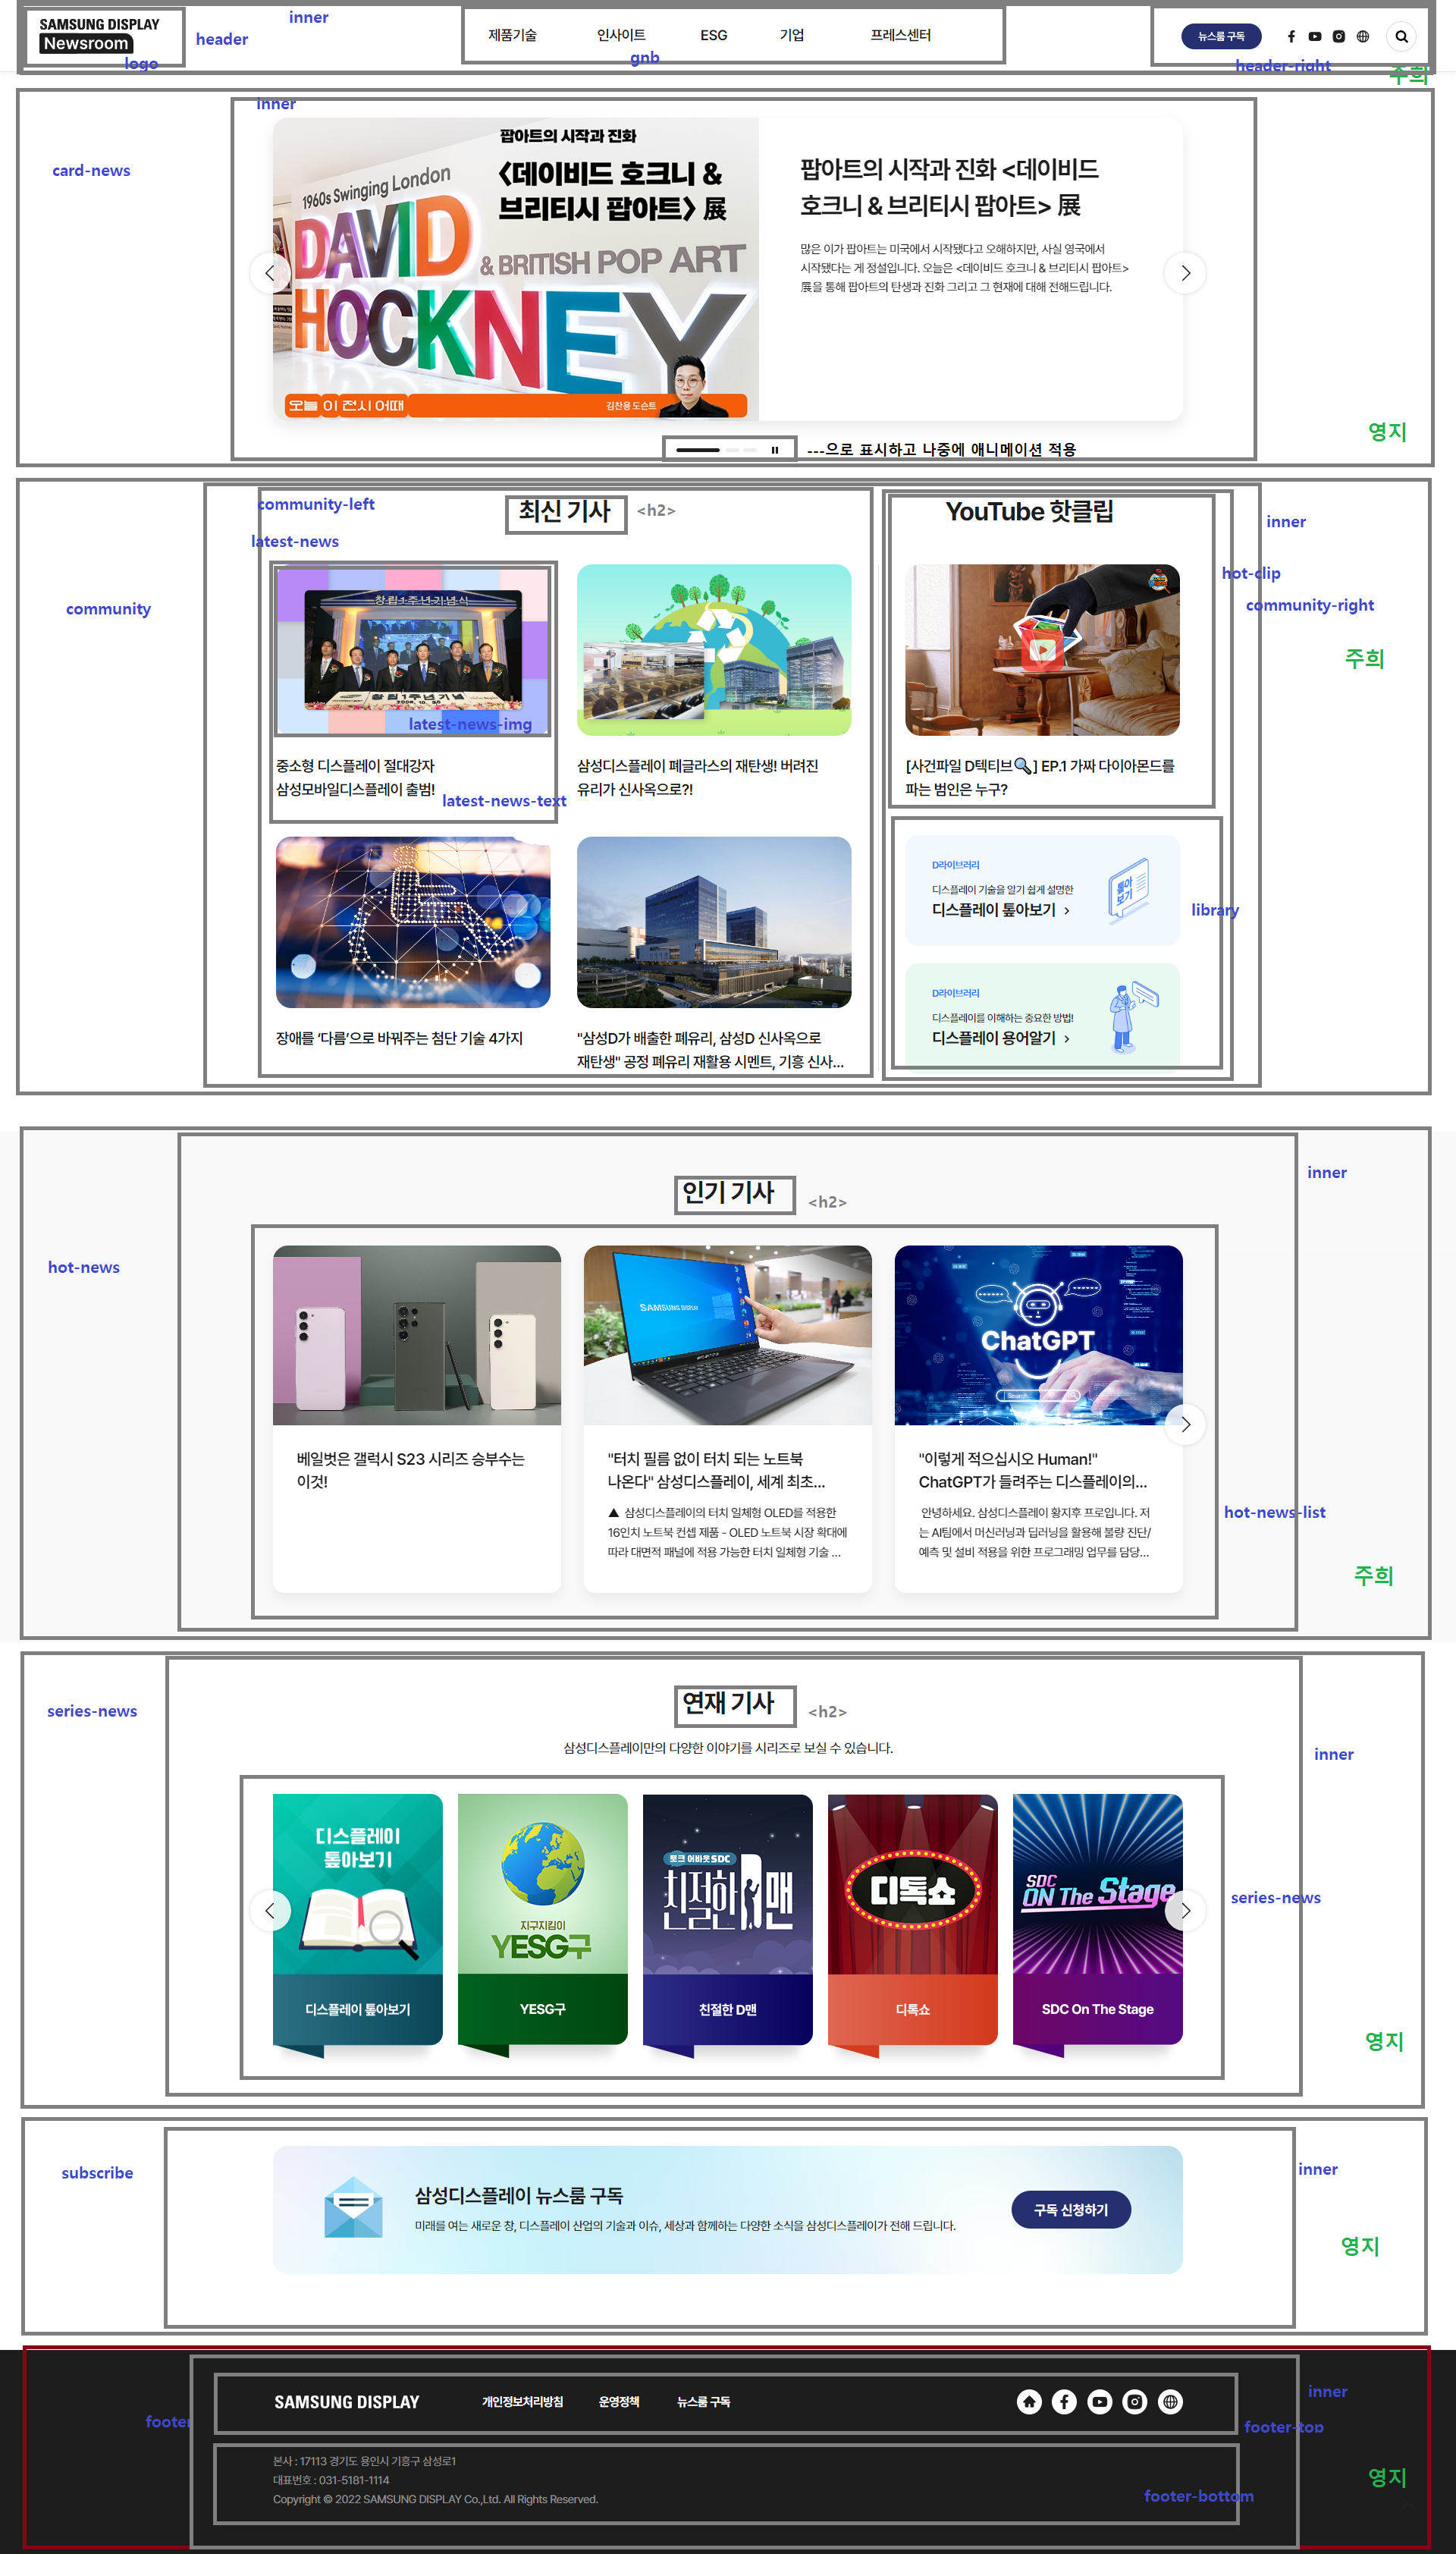 SAMSUNG DISPLAY
Newsroom
logo
header
inner
제품기술
인사이트
ESG
기업
프레스센터
gnb
뉴스룸 구독
header-right
주희
inner
card-news
팝아트의 시작과 진화
<데이비드 호크니 &
브리티시 팝아트> 展
1960s Swinging London
DAVID
& BRITISH POP ART
HOCKNEY
오늘 이 전시 어때
김찬용 도슨트
팝아트의 시작과 진화 <데이비드
호크니 & 브리티시 팝아트> 展
많은 이가 팝아트는 미국에서 시작됐다고 오해하지만, 사실 영국에서
시작됐다는 게 정설입니다. 오늘은 <데이비드 호크니 & 브리티시 팝아트>
展을 통해 팝아트의 탄생과 진화 그리고 그 현재에 대해 전해드립니다.
영지
---으로 표시하고 나중에 애니메이션 적용
community
community-left
최신 기사
<h2>
latest-news
창립1주년기념식
창립1주년기념
2009. 10. 20
latest-news-img
중소형 디스플레이 절대강자
삼성모바일디스플레이 출범!
latest-news-text
삼성디스플레이 폐글라스의 재탄생! 버려진
유리가 신사옥으로?!
장애를 ‘다름’으로 바꿔주는 첨단 기술 4가지
"삼성D가 배출한 폐유리, 삼성D 신사옥으로
재탄생" 공정 폐유리 재활용 시멘트, 기흥 신사...
YouTube 핫클립
inner
hot-clip
community-right
주희
[사건파일 D텍티브🔍] EP.1 가짜 다이아몬드를
파는 범인은 누구?
D라이브러리
디스플레이 기술을 알기 쉽게 설명한
디스플레이 톺아보기 >
톺아
보기
library
D라이브러리
디스플레이를 이해하는 중요한 방법!
디스플레이 용어알기 >
inner
인기 기사
<h2>
hot-news
SAMSUNG DISPLAY
ChatGPT
Search...
베일벗은 갤럭시 S23 시리즈 승부수는
이것!
"터치 필름 없이 터치 되는 노트북
나온다" 삼성디스플레이, 세계 최초...
▲ 삼성디스플레이의 터치 일체형 OLED를 적용한
16인치 노트북 컨셉 제품 - OLED 노트북 시장 확대에
따라 대면적 패널에 적용 가능한 터치 일체형 기술 ...
"이렇게 적으십시오 Human!"
ChatGPT가 들려주는 디스플레이의...
안녕하세요. 삼성디스플레이 황지후 프로입니다. 저
는 AI팀에서 머신러닝과 딥러닝을 활용해 불량 진단/
예측 및 설비 적용을 위한 프로그래밍 업무를 담당...
hot-news-list
주희
series-news
연재 기사
<h2>
삼성디스플레이만의 다양한 이야기를 시리즈로 보실 수 있습니다.
inner
디스플레이
톺아보기
디스플레이 톺아보기
지구지킴이
YESG구
YESG구
토크 어바웃SDC
친절한 D맨
친절한 D맨
디톡쇼
디톡쇼
SDC
ON The Stage
SDC On The Stage
series-news
영지
subscribe
삼성디스플레이 뉴스룸 구독
미래를 여는 새로운 창, 디스플레이 산업의 기술과 이슈, 세상과 함께하는 다양한 소식을 삼성디스플레이가 전해 드립니다.
구독 신청하기
inner
영지
footer
SAMSUNG DISPLAY
개인정보처리방침
운영정책
뉴스룸 구독
inner
footer-top
본사 : 17113 경기도 용인시 기흥구 삼성로1
대표번호 : 031-5181-1114
Copyright © 2022 SAMSUNG DISPLAY Co.,Ltd. All Rights Reserved.
footer-bottom
영지